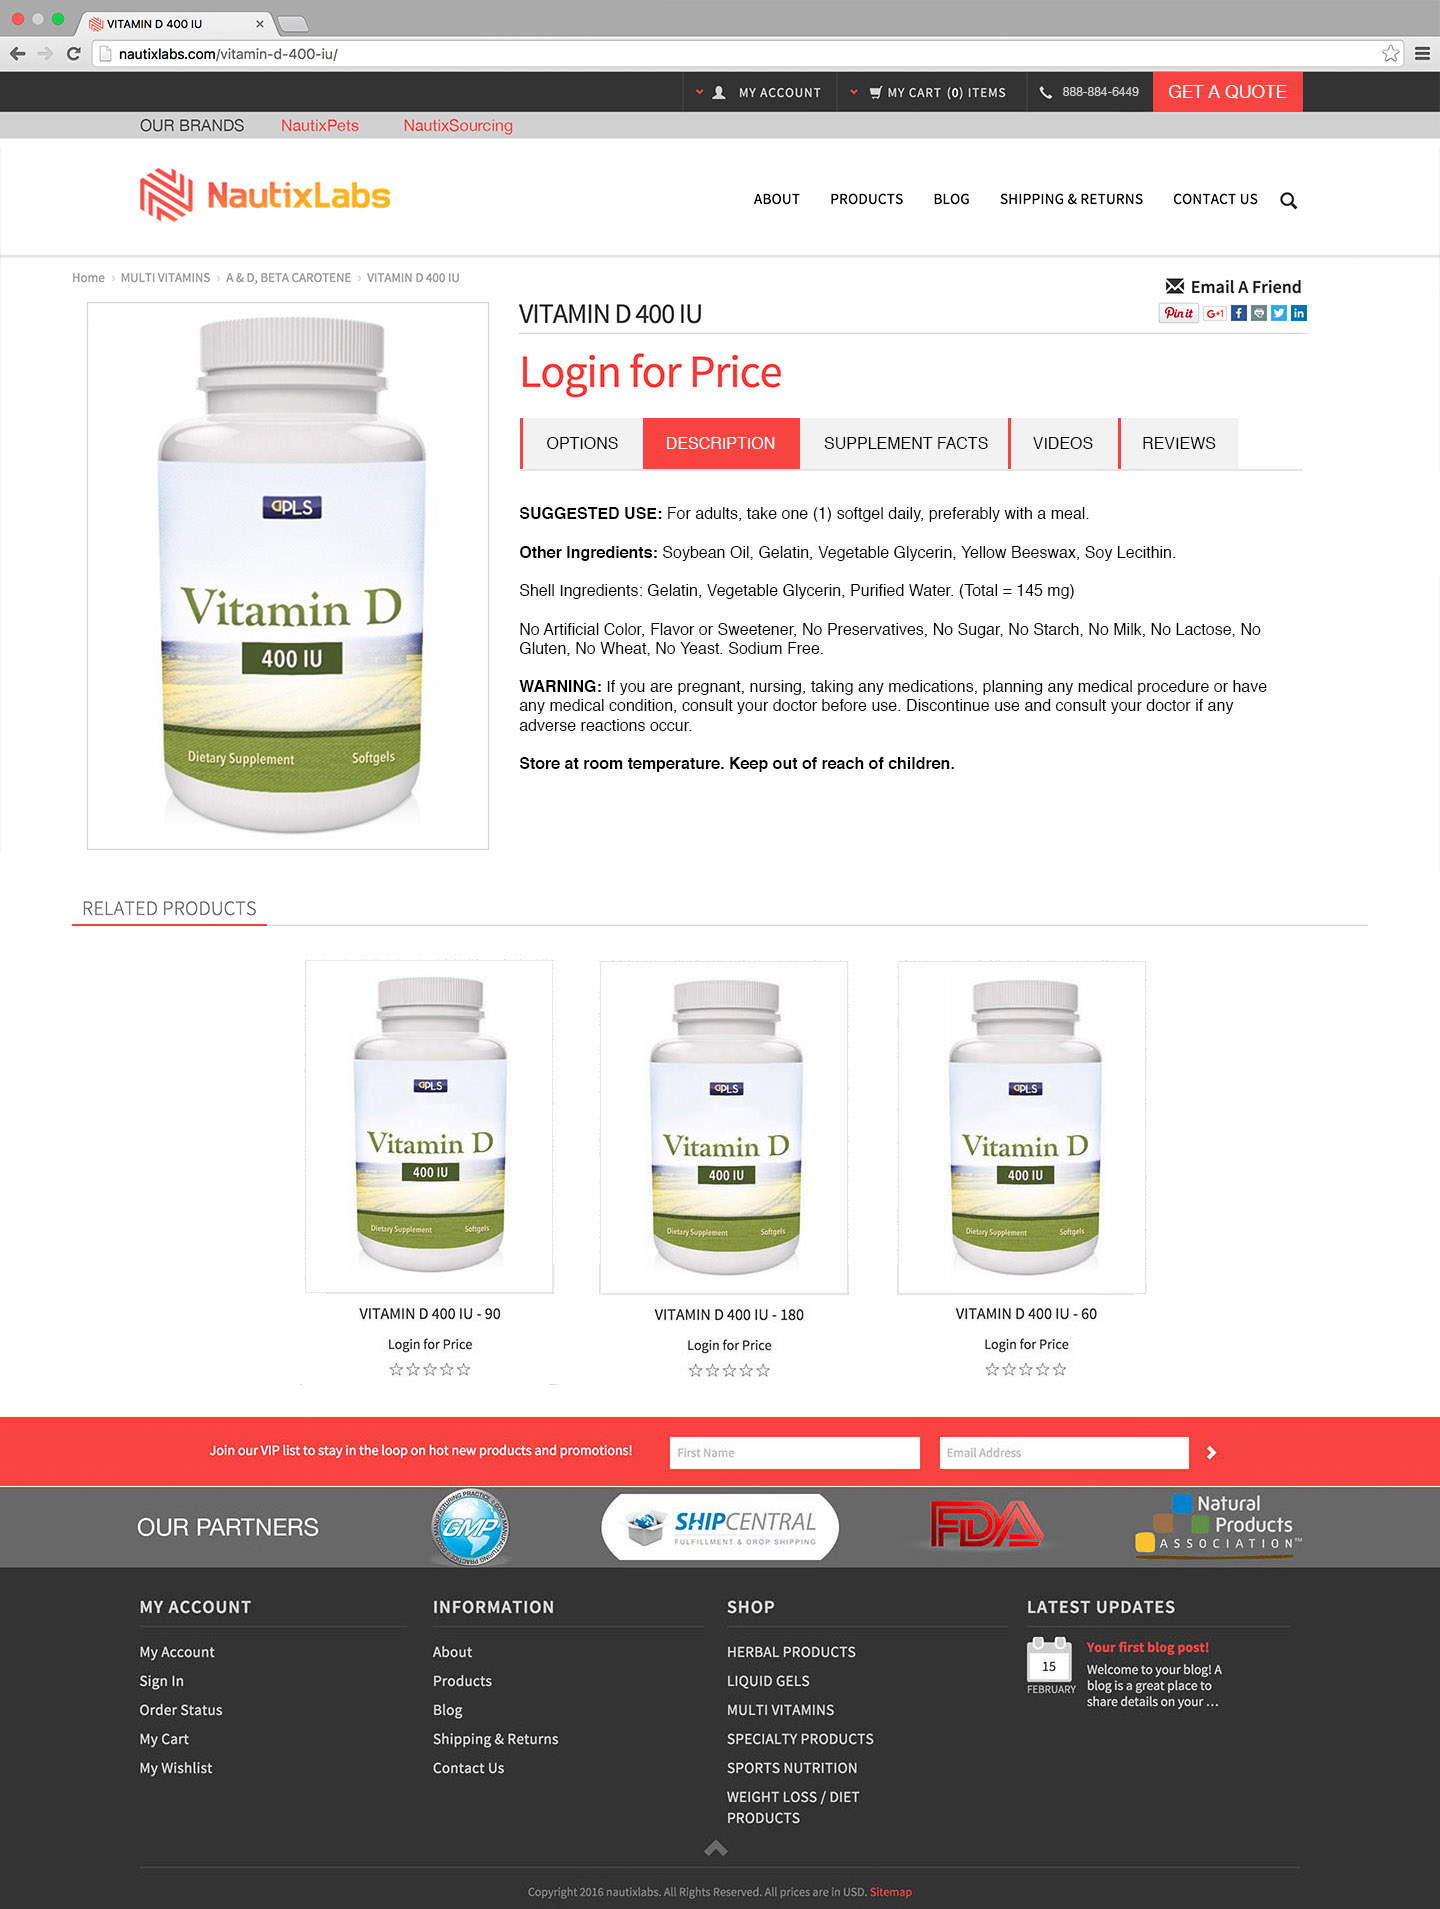 VITAMIN D 400 IU
nautixlabs.com/vitamin-d-400-iu/
MY ACCOUNT
MY CART (0) ITEMS
888-884-6449
GET A QUOTE
OUR BRANDS
NautixPets
NautixSourcing
NautixLabs
ABOUT
PRODUCTS
BLOG
SHIPPING & RETURNS
CONTACT US
Home › MULTI VITAMINS › A & D, BETA CAROTENE › VITAMIN D 400 IU
Email A Friend
VITAMIN D 400 IU
Pin it
G+1
Login for Price
OPTIONS
DESCRIPTION
SUPPLEMENT FACTS
VIDEOS
REVIEWS
PLS
Vitamin D
400 IU
Dietary Supplement
Softgels
SUGGESTED USE: For adults, take one (1) softgel daily, preferably with a meal.
Other Ingredients: Soybean Oil, Gelatin, Vegetable Glycerin, Yellow Beeswax, Soy Lecithin.
Shell Ingredients: Gelatin, Vegetable Glycerin, Purified Water. (Total = 145 mg)
No Artificial Color, Flavor or Sweetener, No Preservatives, No Sugar, No Starch, No Milk, No Lactose, No
Gluten, No Wheat, No Yeast. Sodium Free.
WARNING: If you are pregnant, nursing, taking any medications, planning any medical procedure or have
any medical condition, consult your doctor before use. Discontinue use and consult your doctor if any
adverse reactions occur.
Store at room temperature. Keep out of reach of children.
RELATED PRODUCTS
PLS
Vitamin D
400 IU
Dietary Supplement
Softgels
VITAMIN D 400 IU - 90
Login for Price
PLS
Vitamin D
400 IU
Dietary Supplement
Softgels
VITAMIN D 400 IU - 180
Login for Price
PLS
Vitamin D
400 IU
Dietary Supplement
Softgels
VITAMIN D 400 IU - 60
Login for Price
Join our VIP list to stay in the loop on hot new products and promotions!
First Name
Email Address
OUR PARTNERS
GMP
SHIPCENTRAL
FULFILLMENT & DROP SHIPPING
FDA
Natural
Products
ASSOCIATION™
MY ACCOUNT
My Account
Sign In
Order Status
My Cart
My Wishlist
INFORMATION
About
Products
Blog
Shipping & Returns
Contact Us
SHOP
HERBAL PRODUCTS
LIQUID GELS
MULTI VITAMINS
SPECIALTY PRODUCTS
SPORTS NUTRITION
WEIGHT LOSS / DIET
PRODUCTS
LATEST UPDATES
15
FEBRUARY
Your first blog post!
Welcome to your blog! A
blog is a great place to
share details on your ...
Copyright 2016 nautixlabs. All Rights Reserved. All prices are in USD. Sitemap